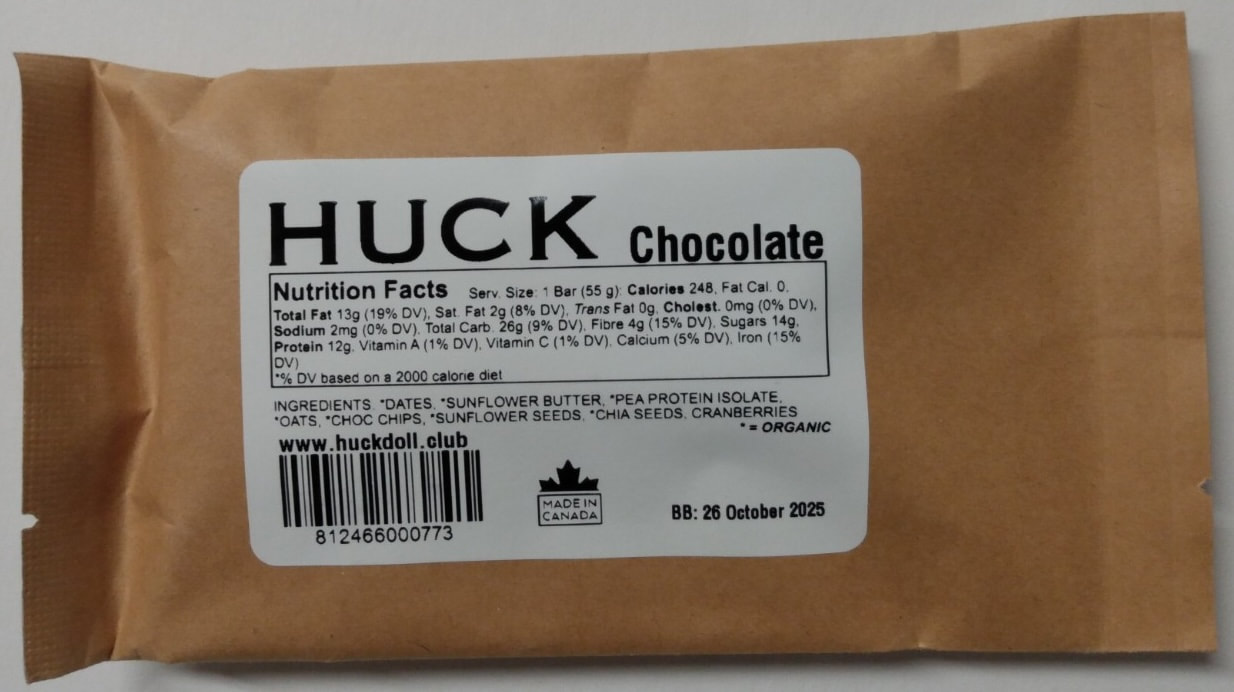 HUCK Chocolate
Nutrition Facts Serv. Size: 1 Bar (55 g): Calories 248, Fat Cal. 0,
Total Fat 13g (19% DV), Sat. Fat 2g (8% DV), Trans Fat 0g, Cholest. 0mg (0% DV),
Sodium 2mg (0% DV), Total Carb. 26g (9% DV), Fibre 4g (15% DV), Sugars 14g,
Protein 12g, Vitamin A (1% DV), Vitamin C (1% DV), Calcium (5% DV), Iron (15%
DV)
*% DV based on a 2000 calorie diet
INGREDIENTS: *DATES, *SUNFLOWER BUTTER, *PEA PROTEIN ISOLATE,
*OATS, *CHOC CHIPS, *SUNFLOWER SEEDS, *CHIA SEEDS, CRANBERRIES
* = ORGANIC
www.huckdoll.club
812466000773
MADE IN
CANADA
BB: 26 October 2025